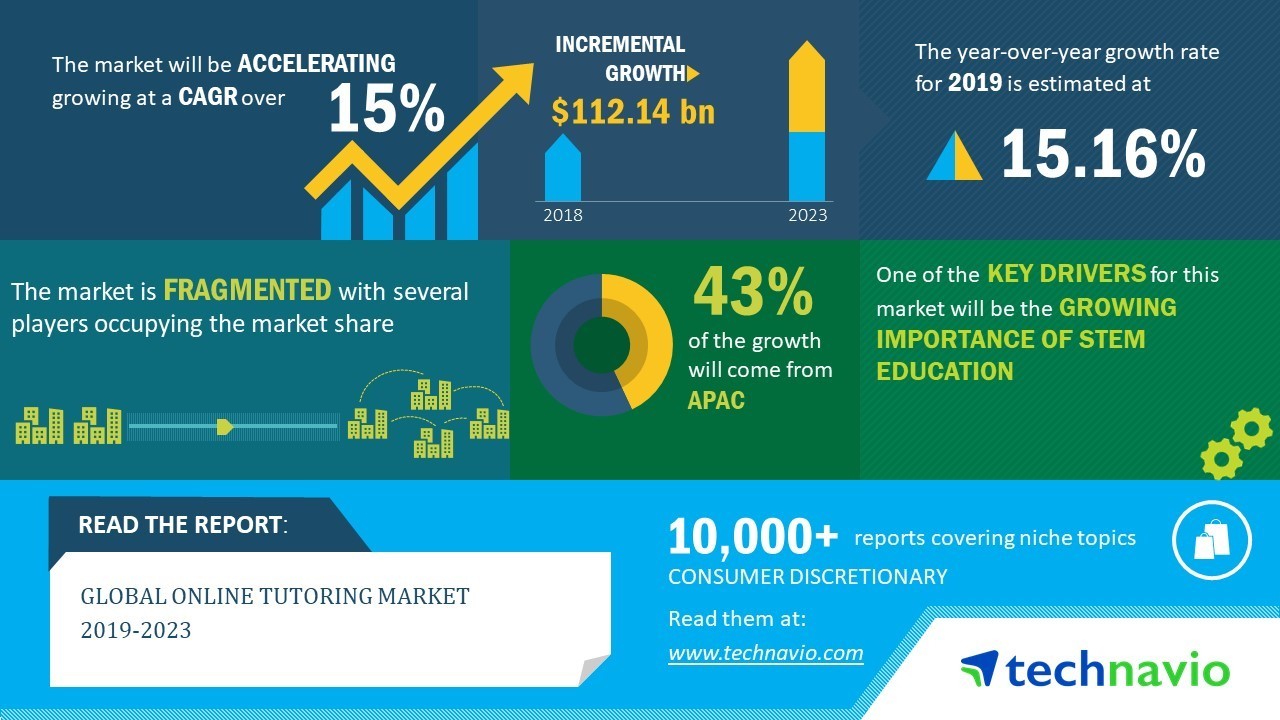 The market will be ACCELERATING
growing at a CAGR over
15%
INCREMENTAL
GROWTH
$112.14 bn
2018
2023
The year-over-year growth rate
for 2019 is estimated at
15.16%
The market is FRAGMENTED with several
players occupying the market share
43%
of the growth
will come from
APAC
One of the KEY DRIVERS for this
market will be the GROWING
IMPORTANCE OF STEM
EDUCATION
READ THE REPORT:
GLOBAL ONLINE TUTORING MARKET
2019-2023
10,000+ reports covering niche topics
CONSUMER DISCRETIONARY
Read them at:
www.technavio.com
technavio